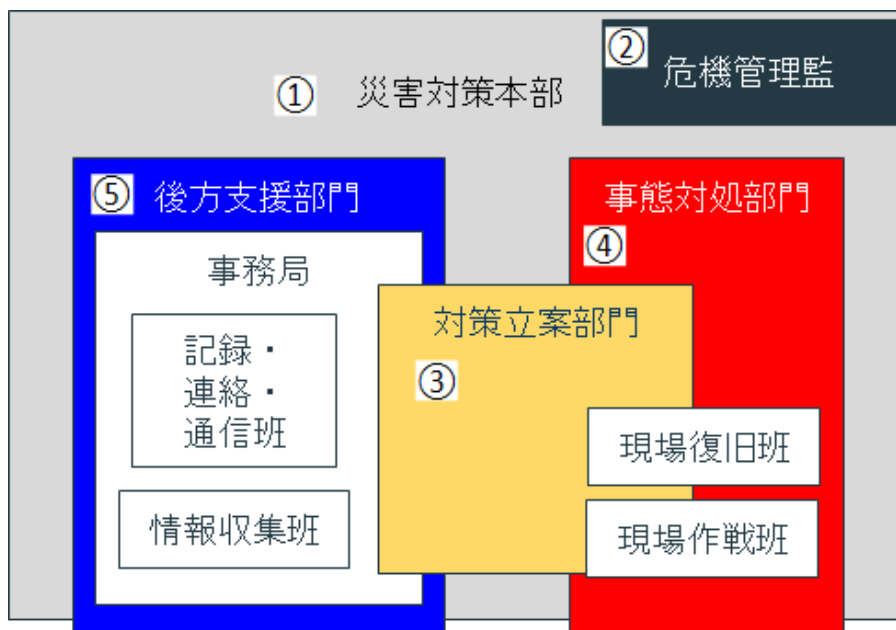 ① 災害対策本部
② 危機管理監
⑤ 後方支援部門
事務局
記録・
連絡・
通信班
情報収集班
対策立案部門
③
事態対処部門
④
現場復旧班
現場作戦班